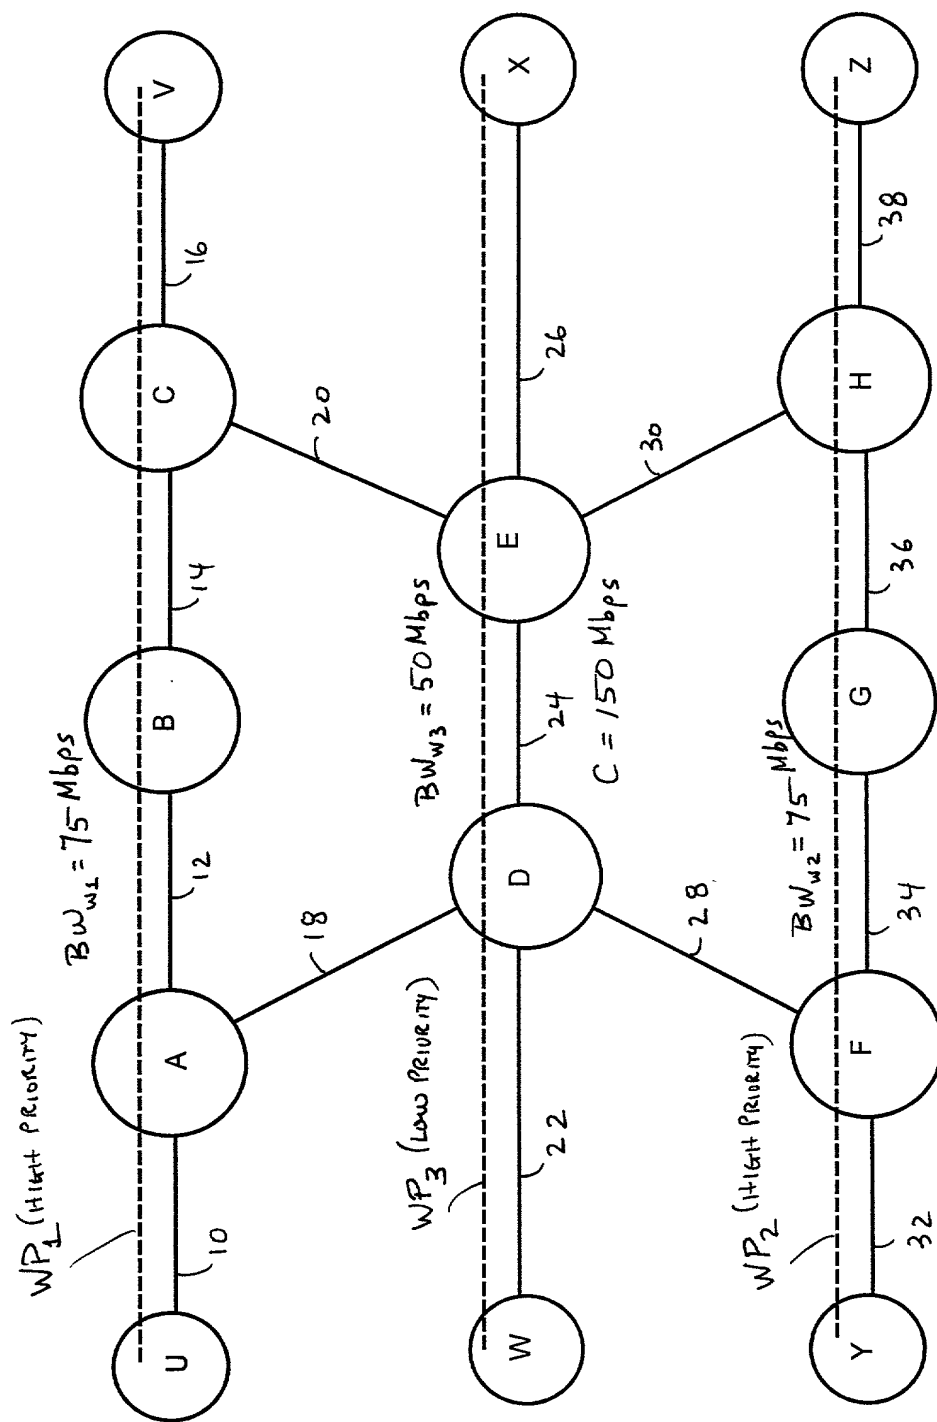 WP1 (HIGH PRIORITY)
BWw1 = 75 Mbps
U
A
B
C
V
10
12
14
16
18
20
WP3 (LOW PRIORITY)
BWw3 = 50 Mbps
W
D
E
X
22
24
26
C = 150 Mbps
28
30
WP2 (HIGH PRIORITY)
BWw2 = 75 Mbps
Y
F
G
H
Z
32
34
36
38